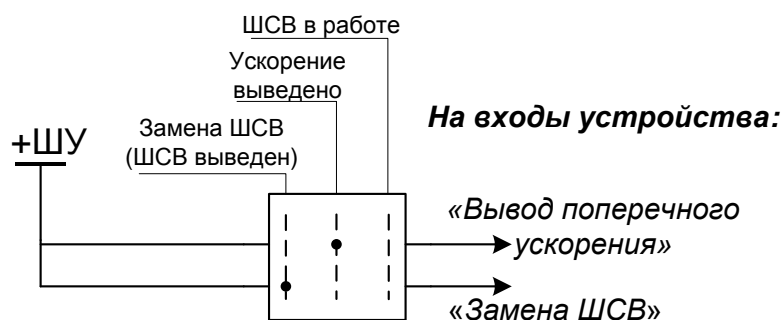 ШСВ в работе
Ускорение
выведено
На входы устройства:
Замена ШСВ
(ШСВ выведен)
+ШУ
«Вывод поперечного
ускорения»
«Замена ШСВ»